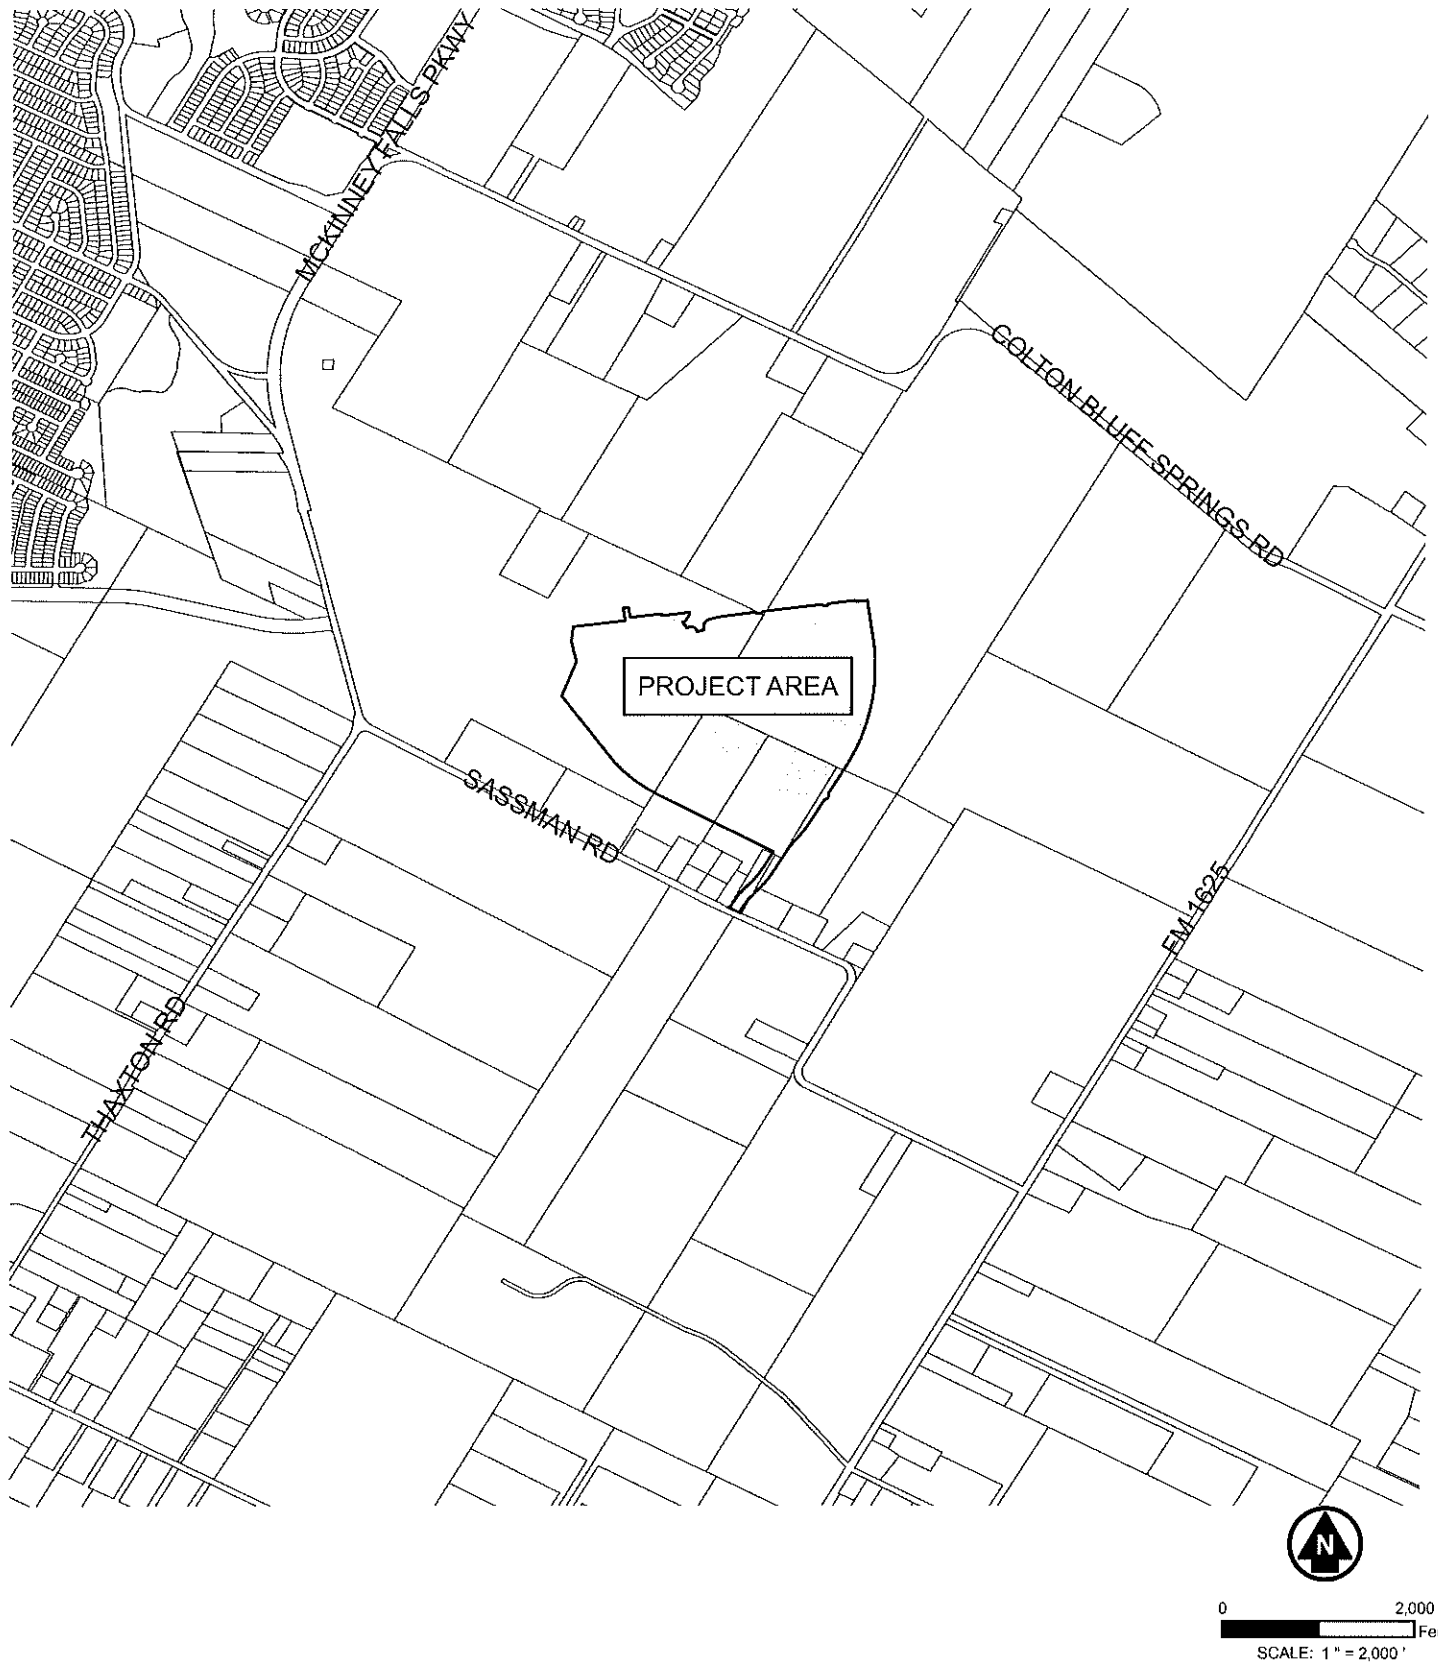 MCKINNEY FALLS PKWY
COLTON BLUFF SPRINGS RD
PROJECT AREA
SASSMAN RD
FM 1625
THAXTON RD
N
0 2,000
Fe
SCALE: 1 " = 2,000 '